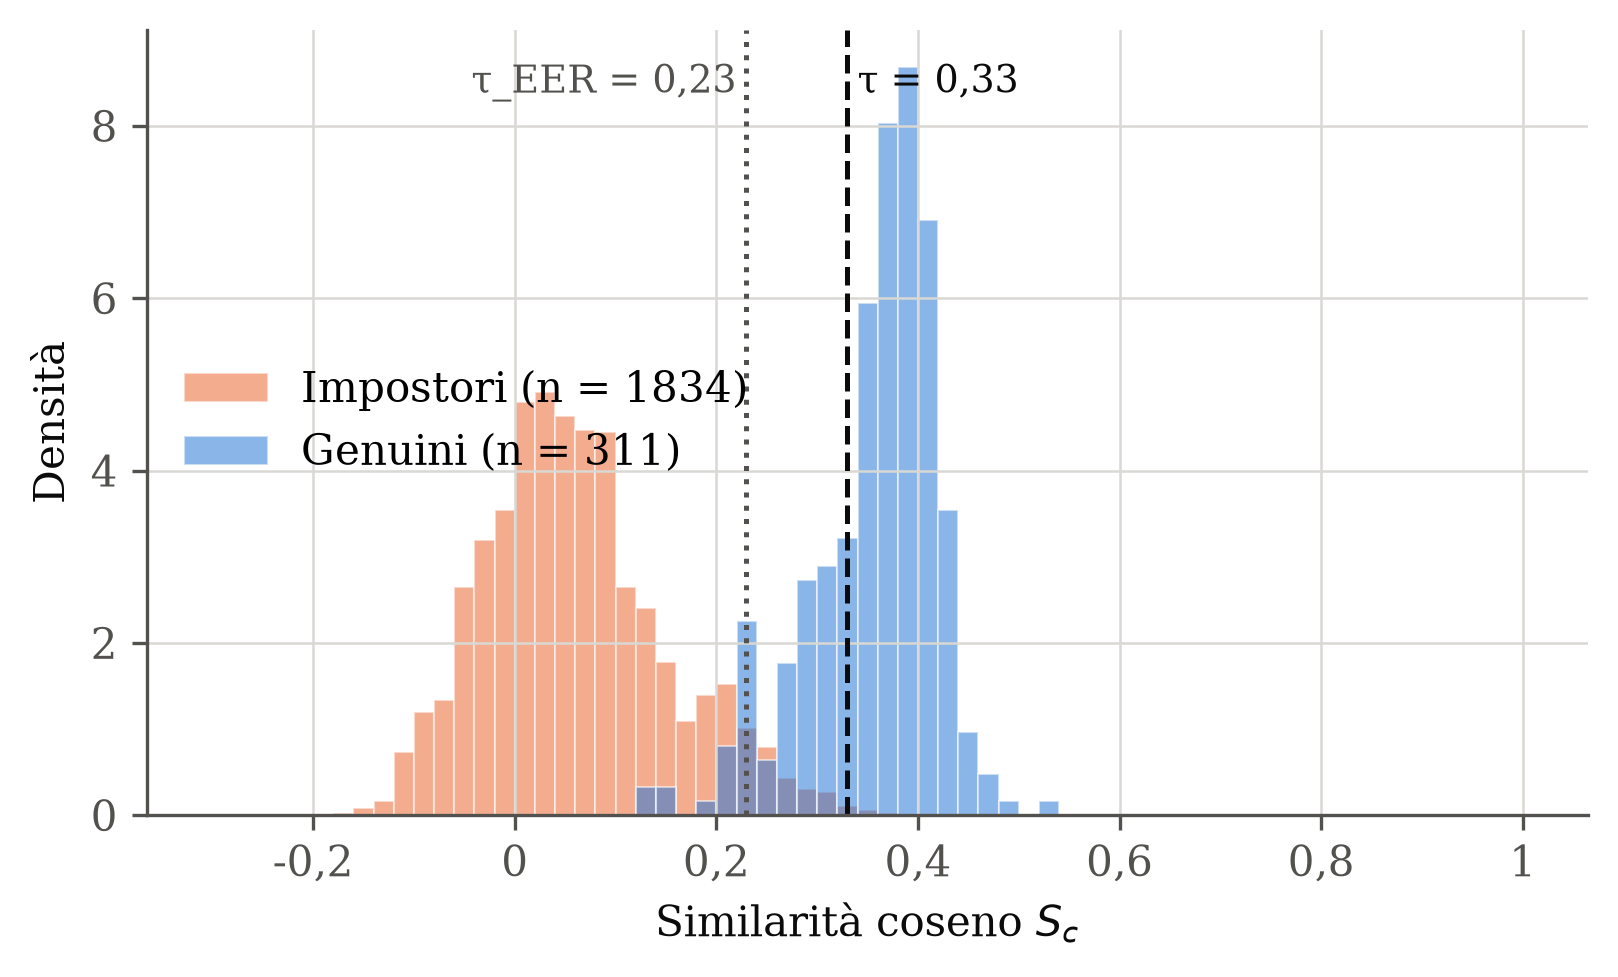 τ_EER = 0,23
τ = 0,33
8
6
4
2
0
Densità
Impostori (n = 1834)
Genuini (n = 311)
-0,2
0
0,2
0,4
0,6
0,8
1
Similarità coseno S_c